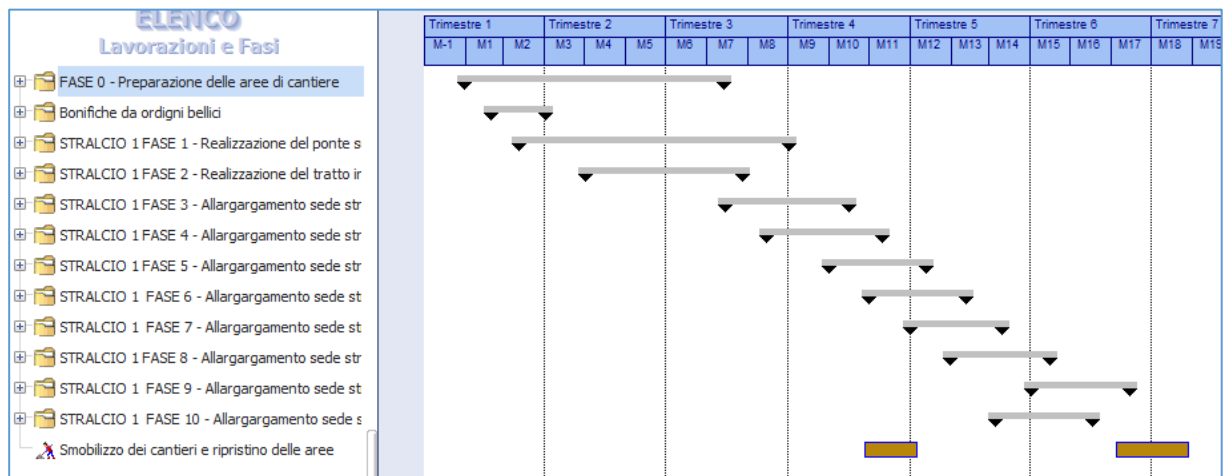 ELENCO
Lavorazioni e Fasi
Trimestre 1 Trimestre 2 Trimestre 3 Trimestre 4 Trimestre 5 Trimestre 6 Trimestre 7
M-1 M1 M2 M3 M4 M5 M6 M7 M8 M9 M10 M11 M12 M13 M14 M15 M16 M17 M18 M19
FASE 0 - Preparazione delle aree di cantiere
Bonifiche da ordigni bellici
STRALCIO 1 FASE 1 - Realizzazione del ponte s
STRALCIO 1 FASE 2 - Realizzazione del tratto ir
STRALCIO 1 FASE 3 - Allargargamento sede str
STRALCIO 1 FASE 4 - Allargargamento sede str
STRALCIO 1 FASE 5 - Allargargamento sede str
STRALCIO 1 FASE 6 - Allargargamento sede st
STRALCIO 1 FASE 7 - Allargargamento sede st
STRALCIO 1 FASE 8 - Allargargamento sede str
STRALCIO 1 FASE 9 - Allargargamento sede st
STRALCIO 1 FASE 10 - Allargargamento sede s
Smobilizzo dei cantieri e ripristino delle aree